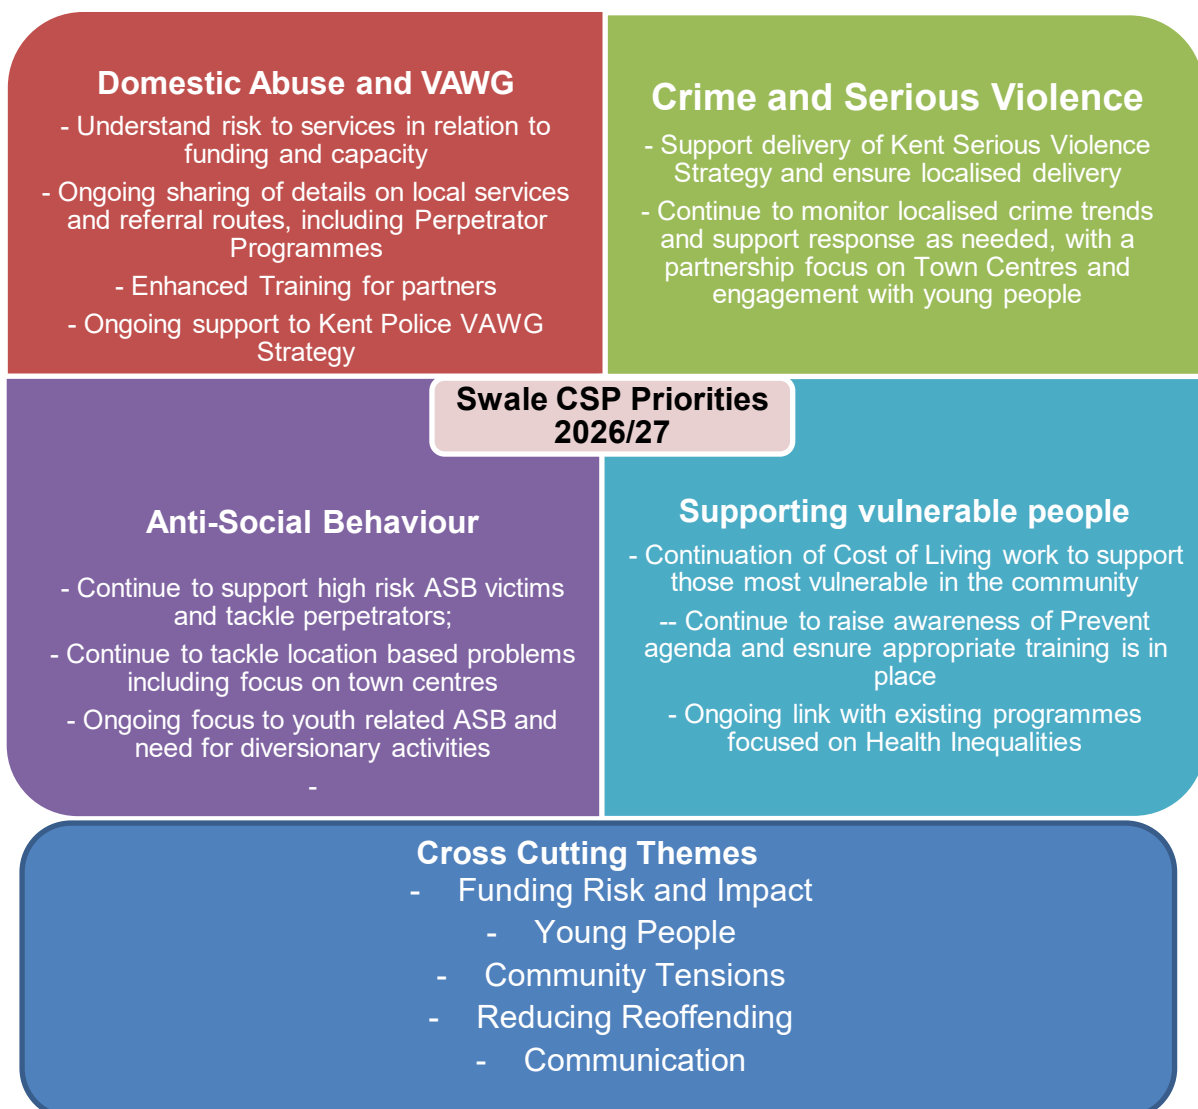 Domestic Abuse and VAWG
- Understand risk to services in relation to
funding and capacity
- Ongoing sharing of details on local services
and referral routes, including Perpetrator
Programmes
- Enhanced Training for partners
- Ongoing support to Kent Police VAWG
Strategy
Crime and Serious Violence
- Support delivery of Kent Serious Violence
Strategy and ensure localised delivery
- Continue to monitor localised crime trends
and support response as needed, with a
partnership focus on Town Centres and
engagement with young people
Swale CSP Priorities
2026/27
Anti-Social Behaviour
- Continue to support high risk ASB victims
and tackle perpetrators;
- Continue to tackle location based problems
including focus on town centres
- Ongoing focus to youth related ASB and
need for diversionary activities
-
Supporting vulnerable people
- Continuation of Cost of Living work to support
those most vulnerable in the community
-- Continue to raise awareness of Prevent
agenda and esnure appropriate training is in
place
- Ongoing link with existing programmes
focused on Health Inequalities
Cross Cutting Themes
- Funding Risk and Impact
- Young People
- Community Tensions
- Reducing Reoffending
- Communication